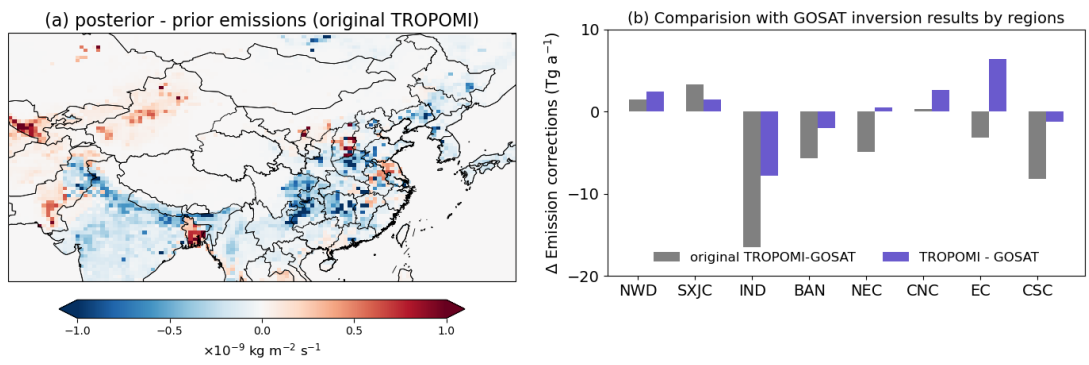 (a) posterior - prior emissions (original TROPOMI)
−1.0 −0.5 0.0 0.5 1.0
×10⁻⁹ kg m⁻² s⁻¹
(b) Comparision with GOSAT inversion results by regions
Δ Emission corrections (Tg a⁻¹)
10
0
−10
−20
original TROPOMI-GOSAT TROPOMI - GOSAT
NWD SXJC IND BAN NEC CNC EC CSC